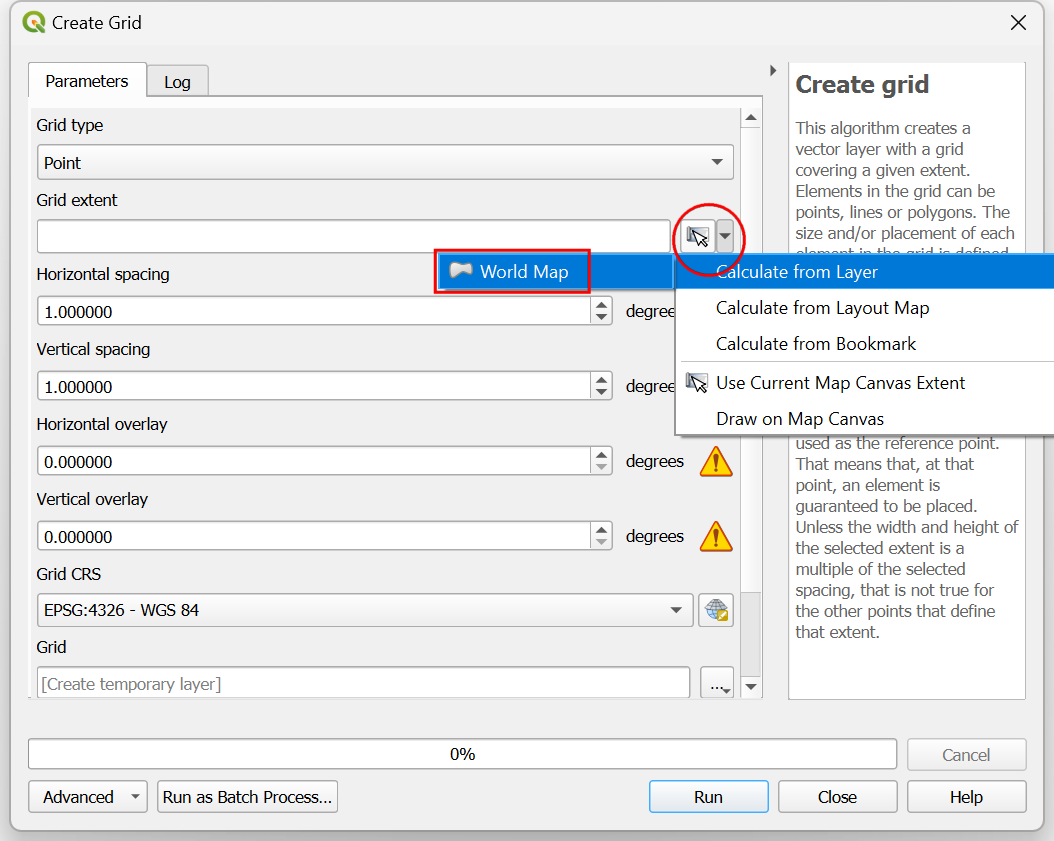 Create Grid
Parameters
Log
Grid type
Point
Grid extent
Horizontal spacing
1.000000
degree
Vertical spacing
1.000000
degree
Horizontal overlay
0.000000
degrees
Vertical overlay
0.000000
degrees
Grid CRS
EPSG:4326 - WGS 84
Grid
[Create temporary layer]
...
World Map
Calculate from Layer
Calculate from Layout Map
Calculate from Bookmark
Use Current Map Canvas Extent
Draw on Map Canvas
Create grid
This algorithm creates a
vector layer with a grid
covering a given extent.
Elements in the grid can be
points, lines or polygons. The
size and/or placement of each
element in the grid is defined
used as the reference point.
That means that, at that
point, an element is
guaranteed to be placed.
Unless the width and height of
the selected extent is a
multiple of the selected
spacing, that is not true for
the other points that define
that extent.
0%
Cancel
Advanced
Run as Batch Process...
Run
Close
Help